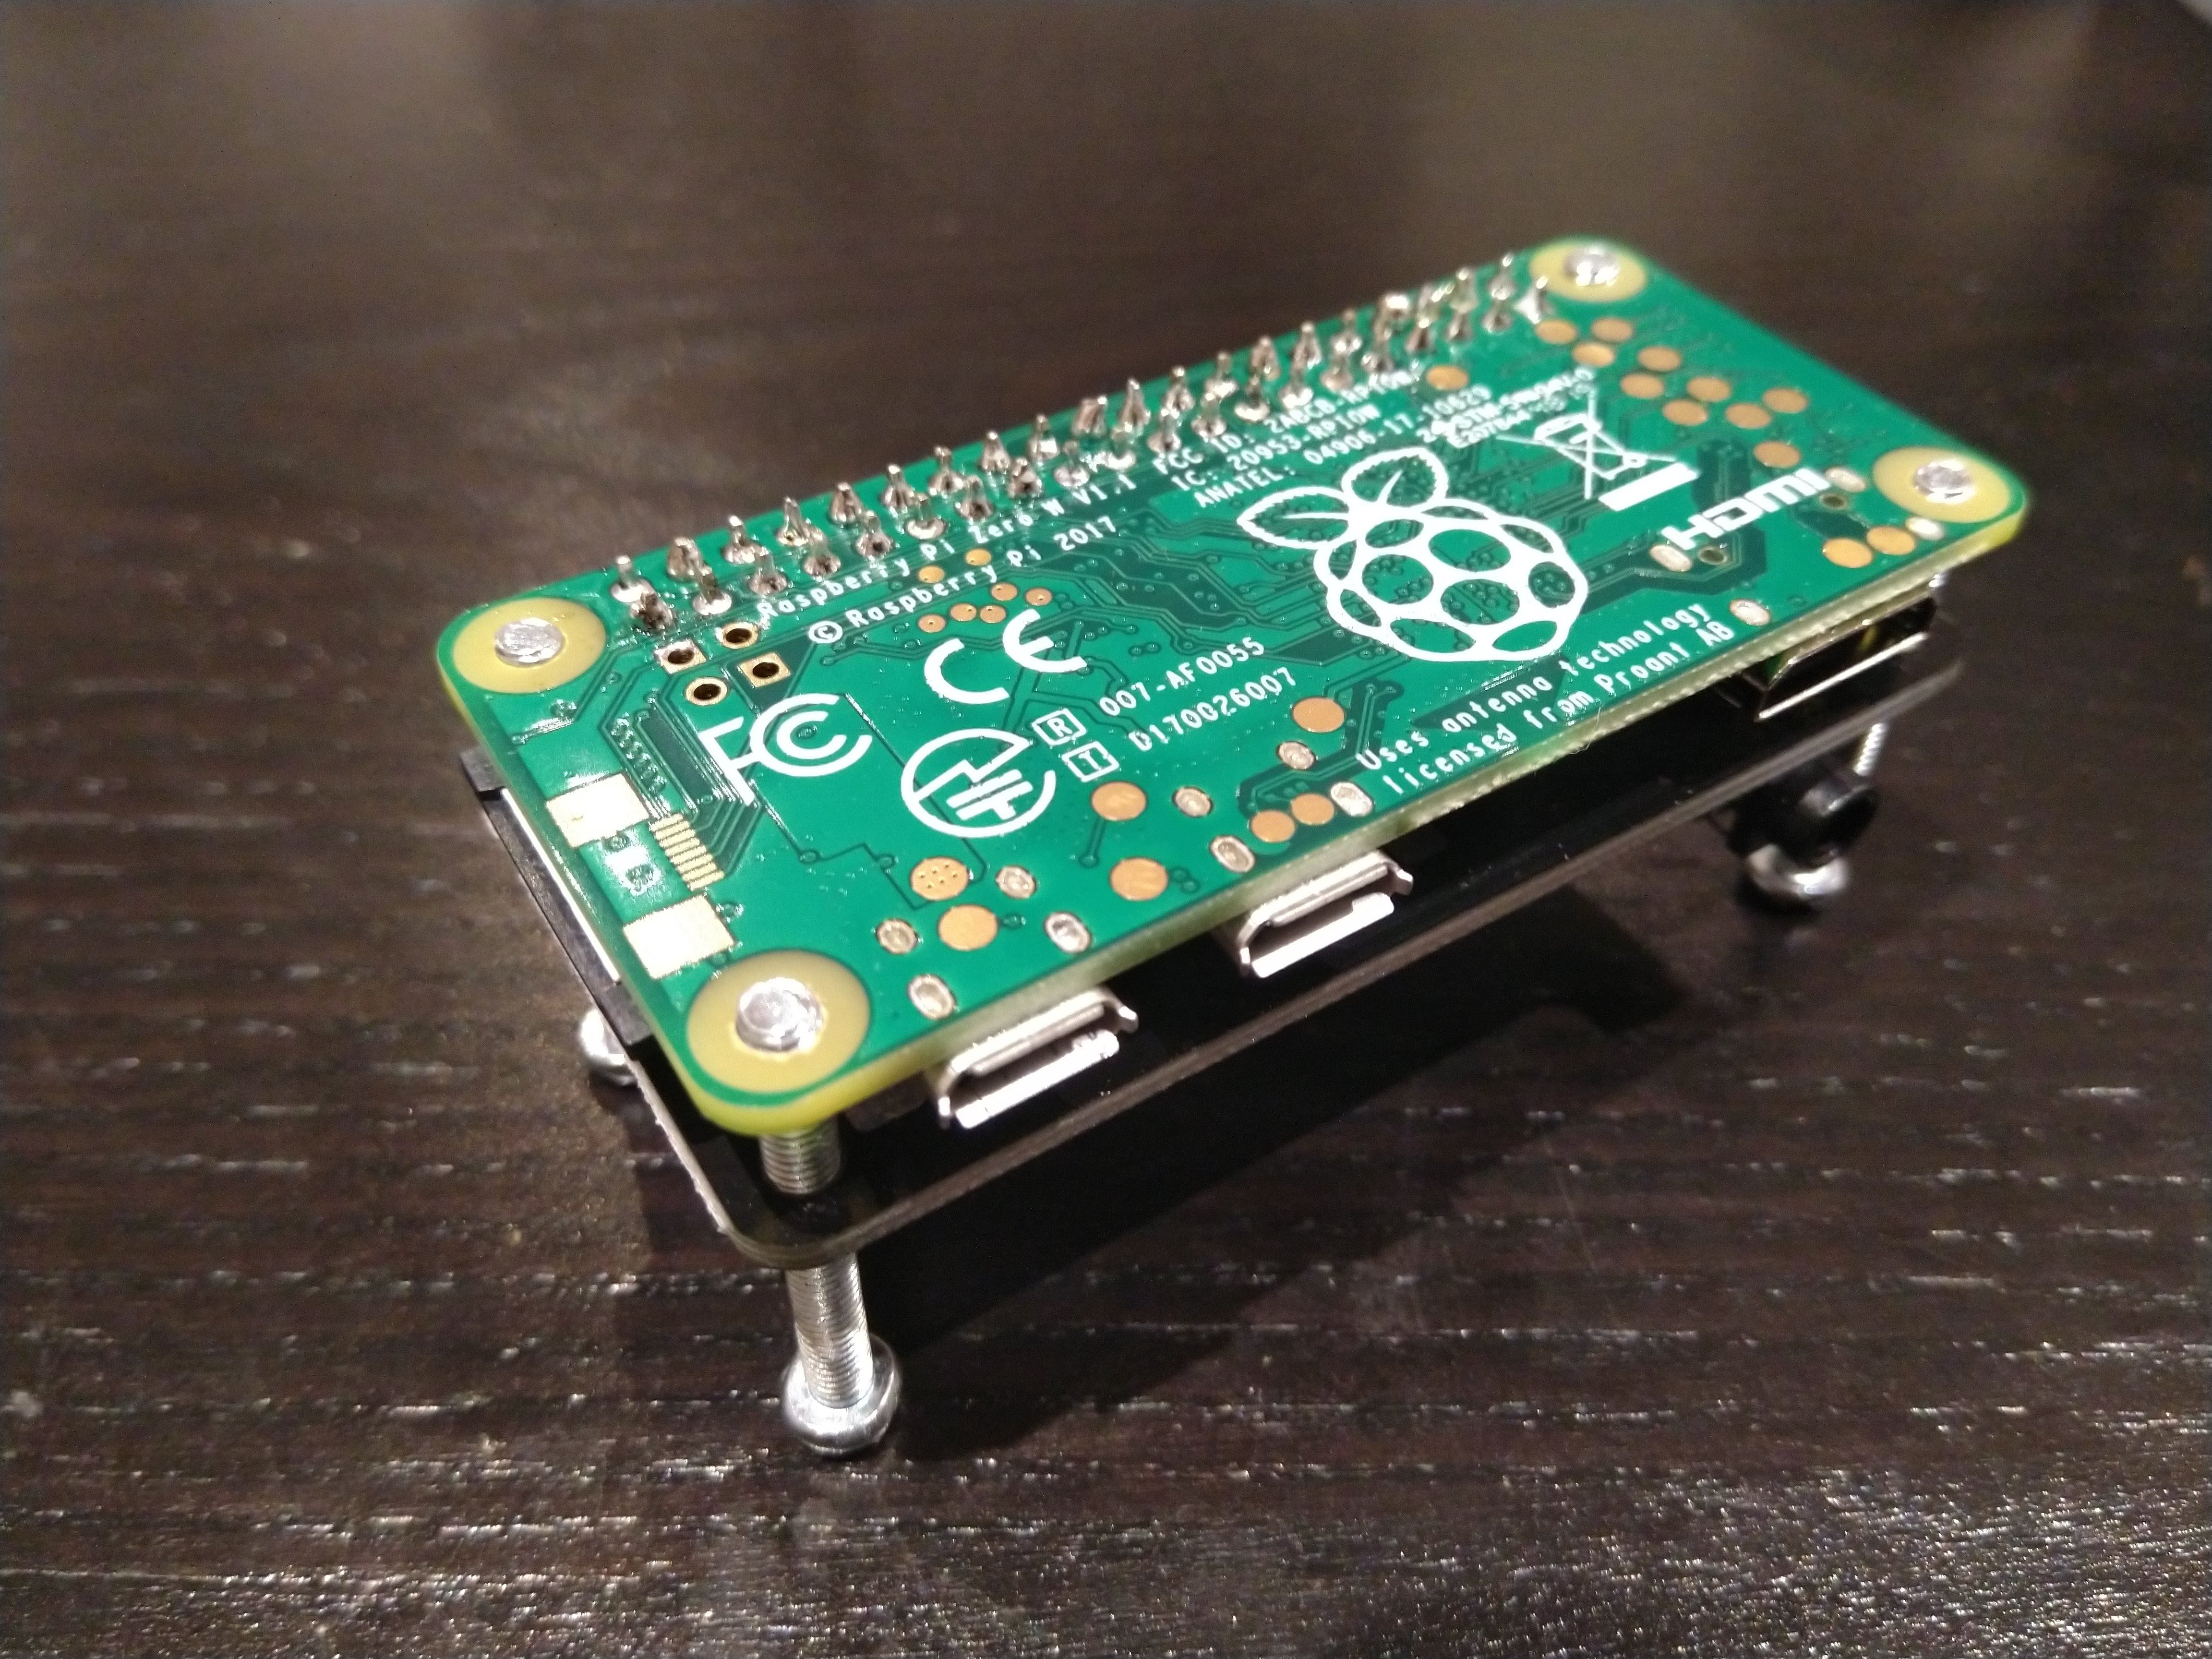 Raspberry Pi Zero W V1.1
© Raspberry Pi 2017
FCC ID: 2ABCB-RPI0W
IC: 20953-RPI0W
ANATEL: 04906-17-10629
HDMI
CE
FC
R 007-AF0055
T D170026007
Uses antenna technology
licensed from Proant AB